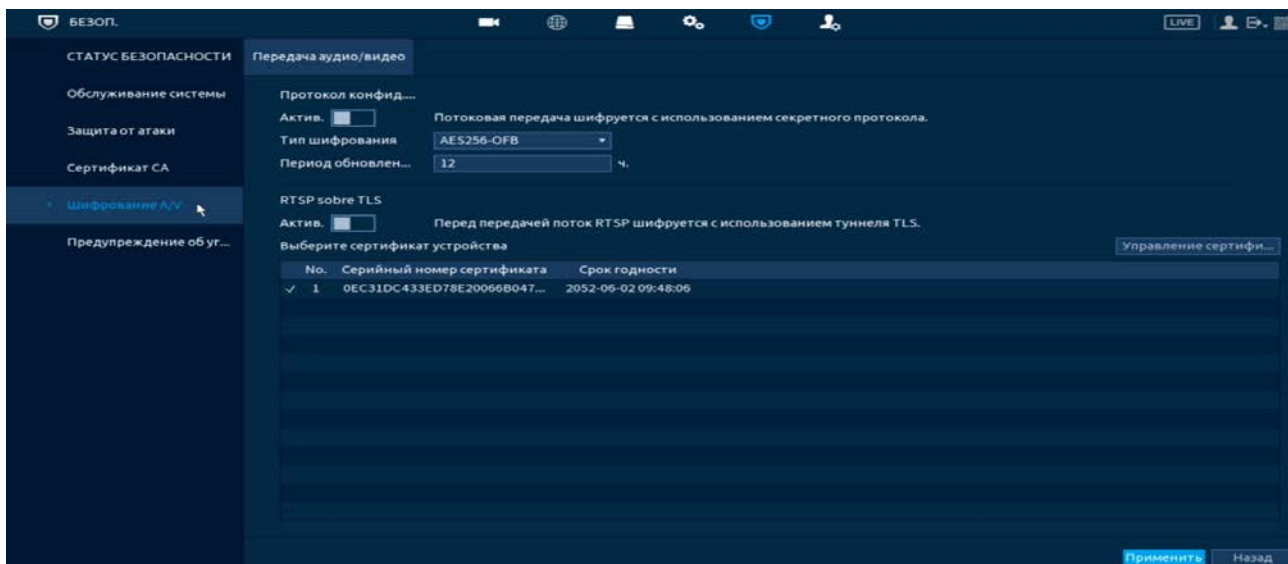 БЕЗОП.
LIVE
СТАТУС БЕЗОПАСНОСТИ
Обслуживание системы
Защита от атаки
Сертификат CA
Шифрование A/V
Предупреждение об уг...
Передача аудио/видео
Протокол конфид....
Актив. Потоковая передача шифруется с использованием секретного протокола.
Тип шифрования AES256-OFB
Период обновлен... 12 ч.
RTSP sobre TLS
Актив. Перед передачей поток RTSP шифруется с использованием туннеля TLS.
Выберите сертификат устройства Управление сертифи...
No. Серийный номер сертификата Срок годности
1 0EC31DC433ED78E20066B047... 2052-06-02 09:48:06
Применить Назад